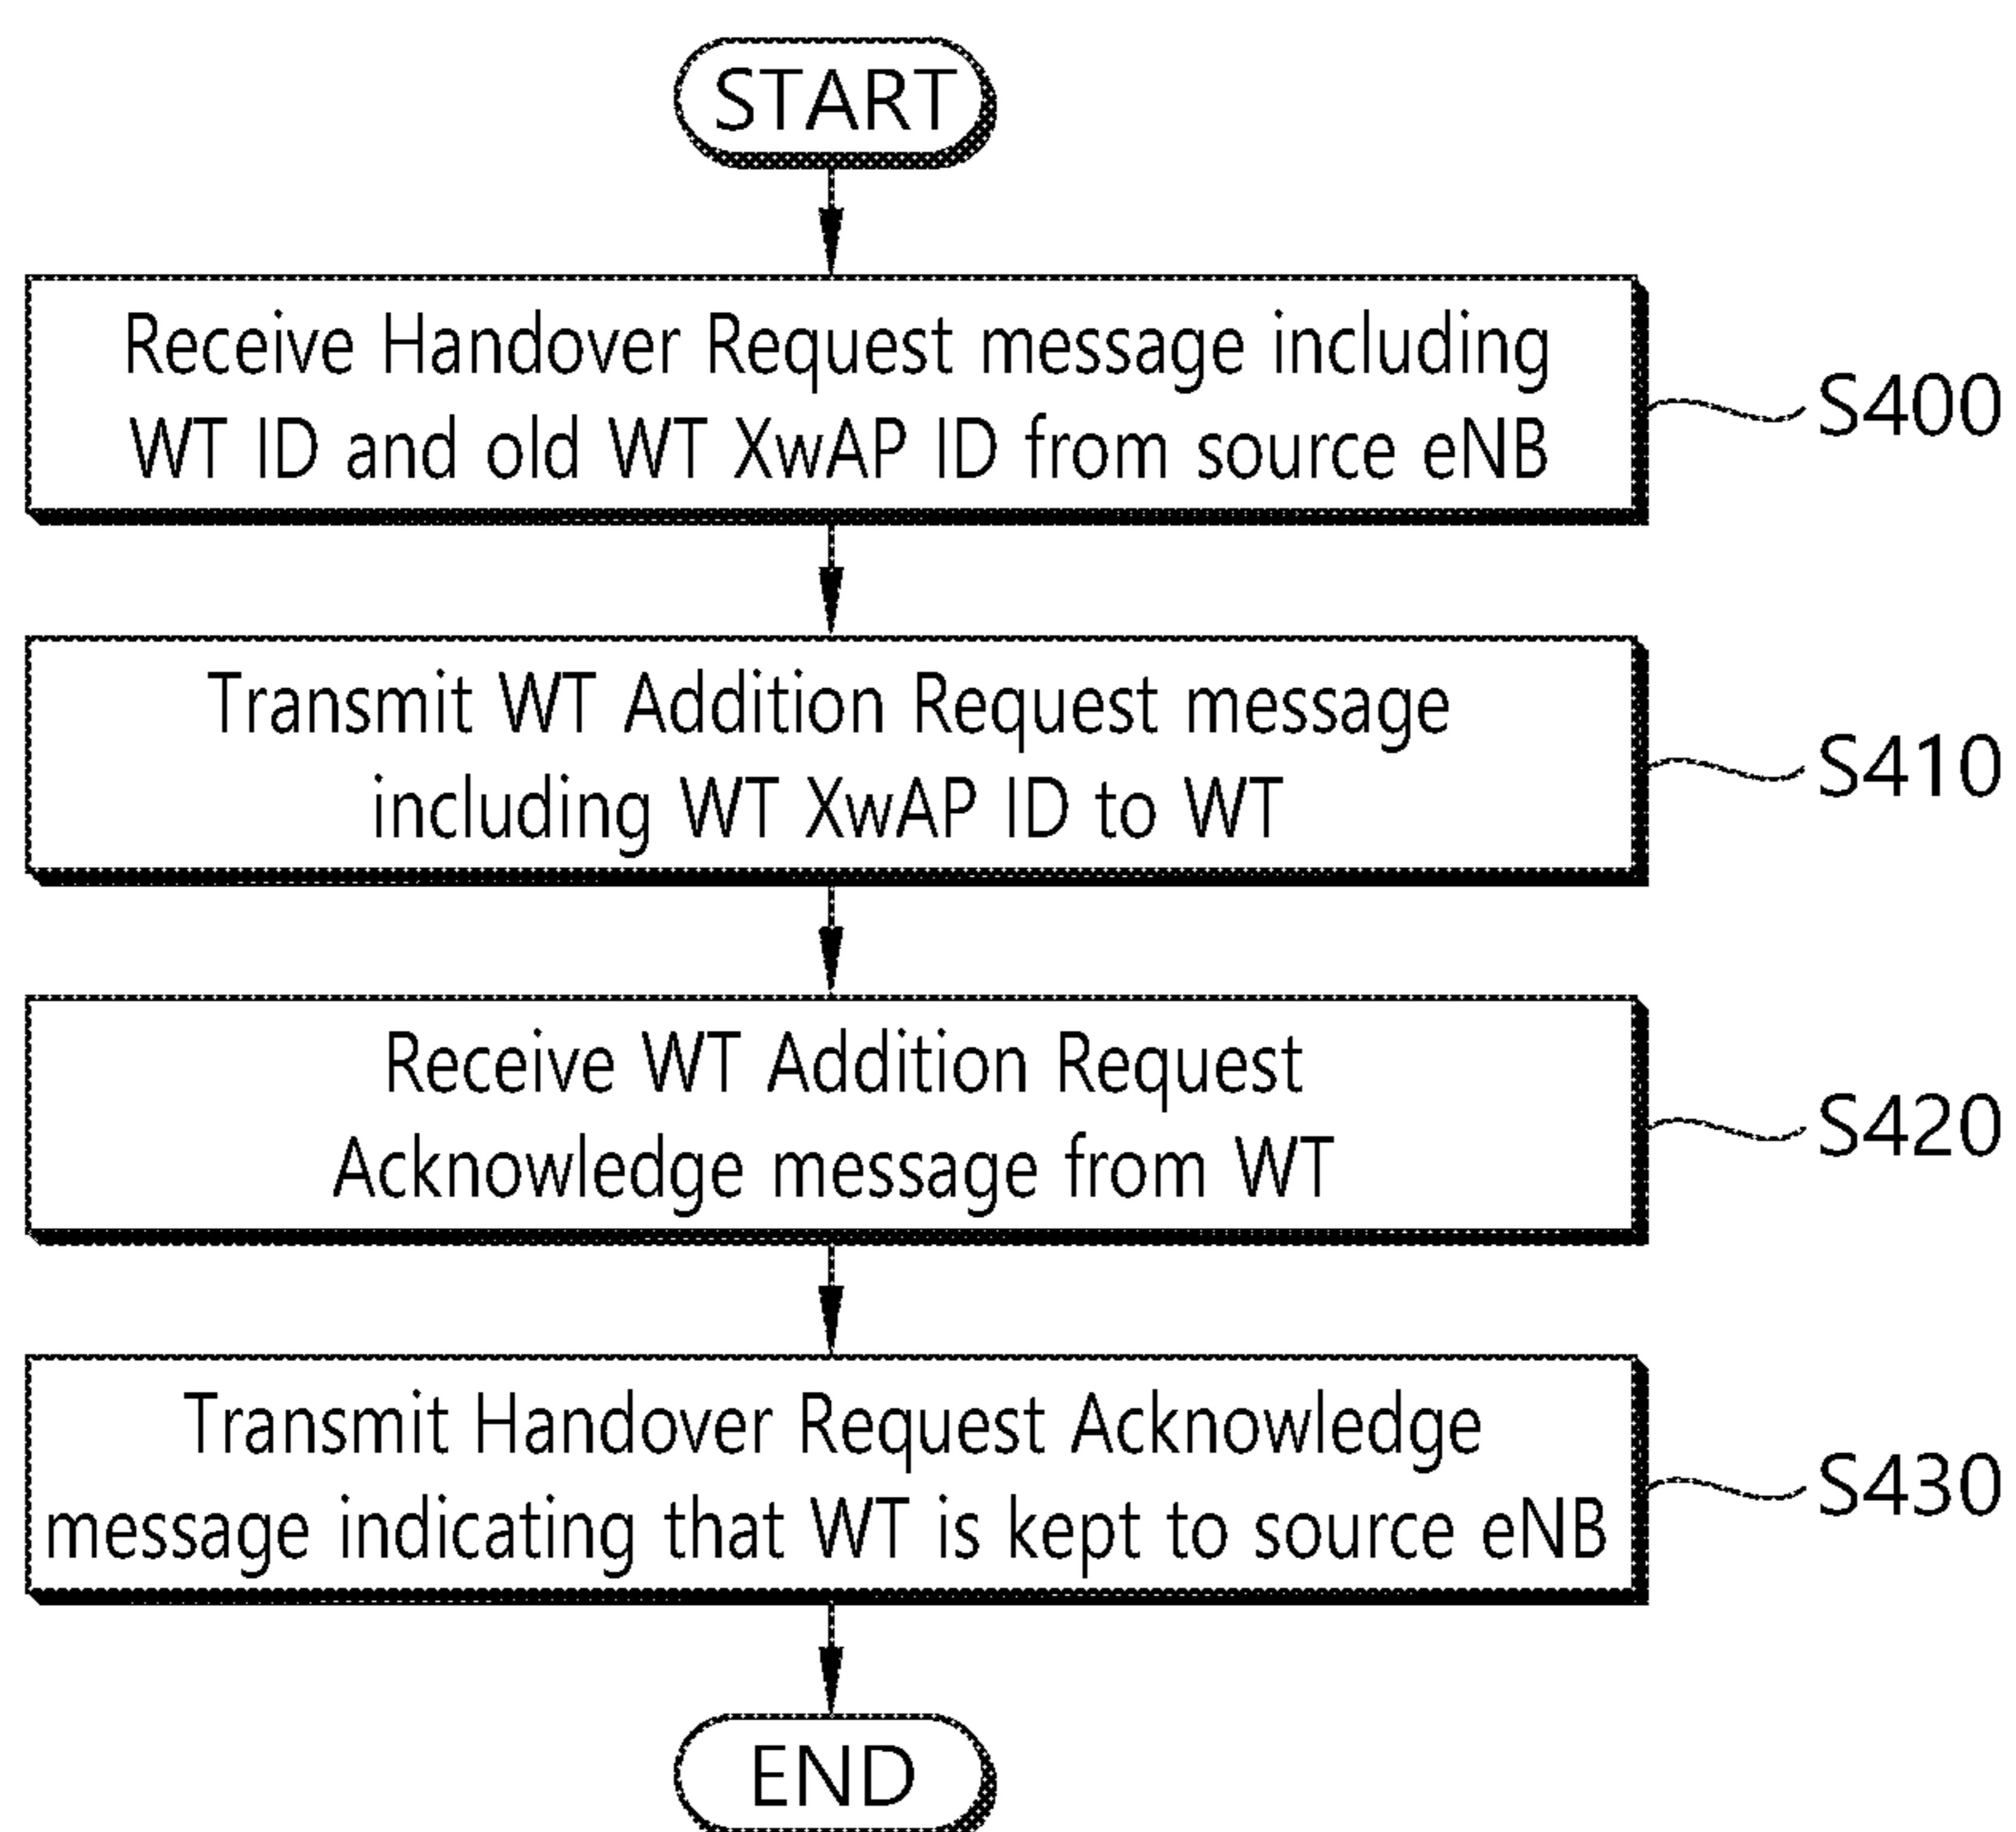 START
Receive Handover Request message including
WT ID and old WT XwAP ID from source eNB
S400
Transmit WT Addition Request message
including WT XwAP ID to WT
S410
Receive WT Addition Request
Acknowledge message from WT
S420
Transmit Handover Request Acknowledge
message indicating that WT is kept to source eNB
S430
END